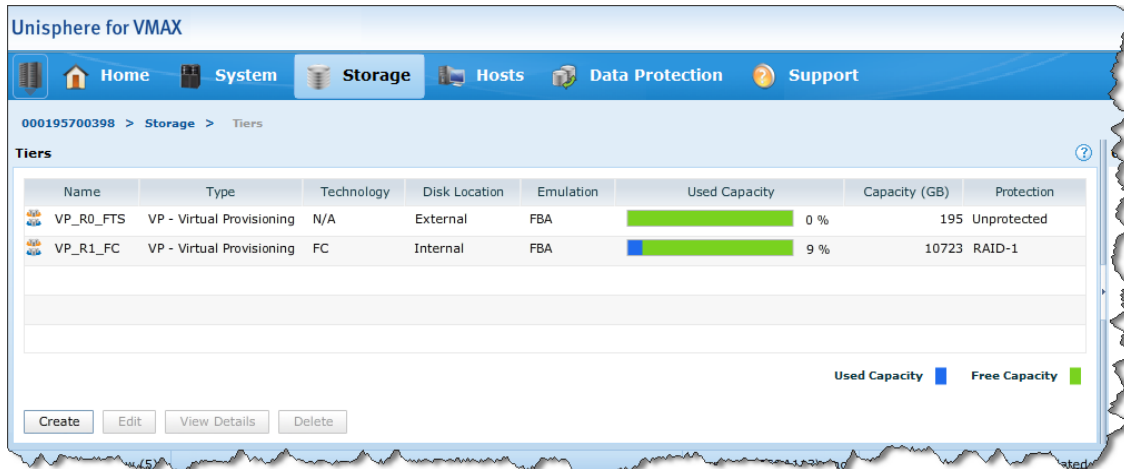 Unisphere for VMAX
Home System Storage Hosts Data Protection Support
000195700398 > Storage > Tiers
Tiers
Name Type Technology Disk Location Emulation Used Capacity Capacity (GB) Protection
VP_R0_FTS VP - Virtual Provisioning N/A External FBA 0 % 195 Unprotected
VP_R1_FC VP - Virtual Provisioning FC Internal FBA 9 % 10723 RAID-1
Used Capacity Free Capacity
Create Edit View Details Delete